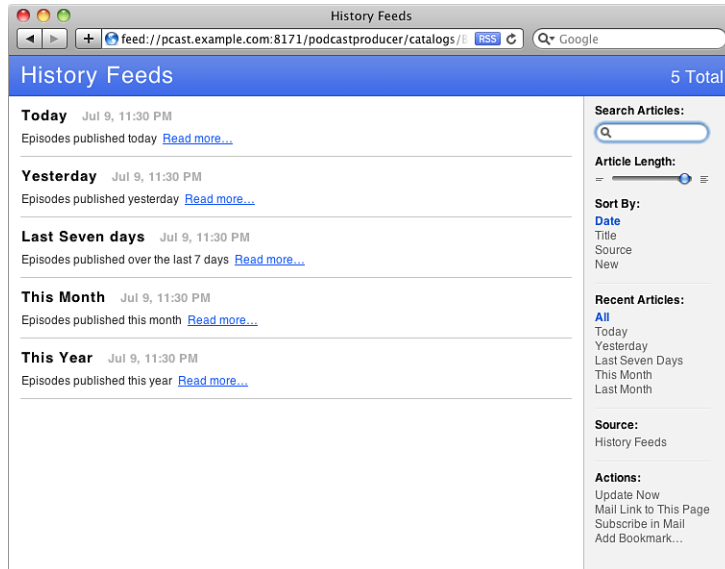 History Feeds
feed://pcast.example.com:8171/podcastproducer/catalogs/ RSS Google
History Feeds 5 Total
Today Jul 9, 11:30 PM
Episodes published today Read more…
Yesterday Jul 9, 11:30 PM
Episodes published yesterday Read more…
Last Seven days Jul 9, 11:30 PM
Episodes published over the last 7 days Read more…
This Month Jul 9, 11:30 PM
Episodes published this month Read more…
This Year Jul 9, 11:30 PM
Episodes published this year Read more…
Search Articles:
Article Length:
Sort By:
Date
Title
Source
New
Recent Articles:
All
Today
Yesterday
Last Seven Days
This Month
Last Month
Source:
History Feeds
Actions:
Update Now
Mail Link to This Page
Subscribe in Mail
Add Bookmark…